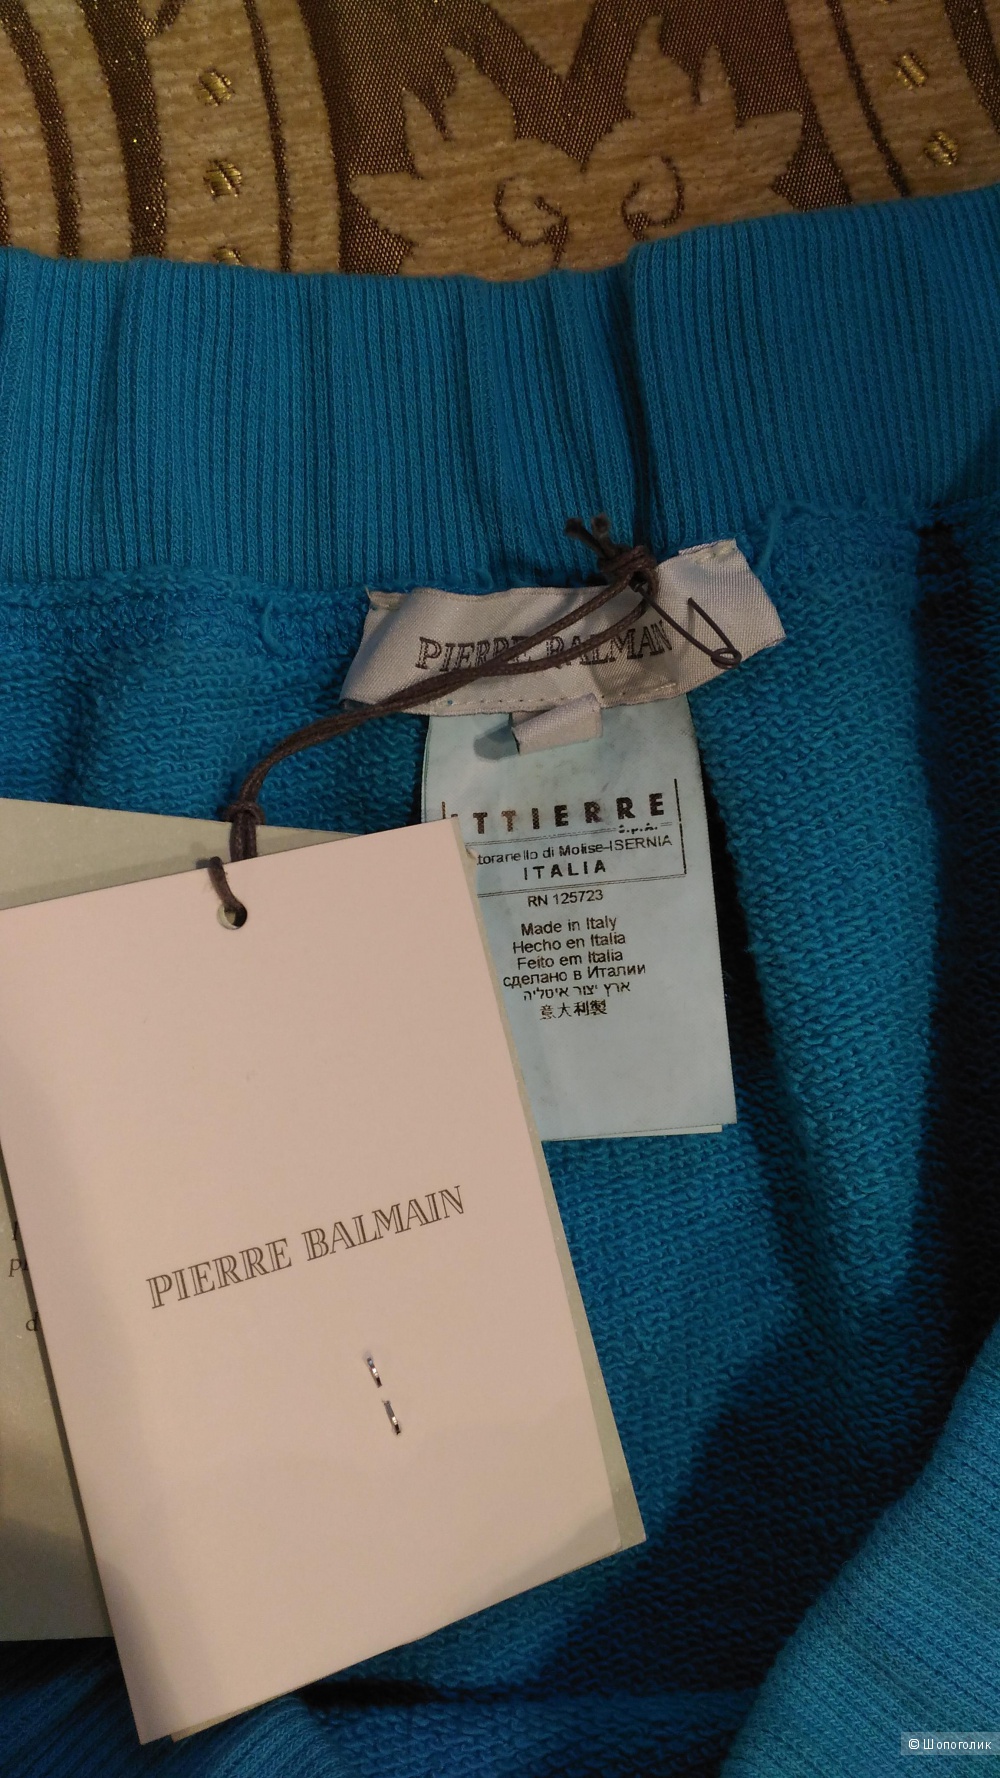 PIERRE BALMAIN
TTIERRE
S.p.A.
toranello di Molise-ISERNIA
ITALIA
RN 125723
Made in Italy
Hecho en Italia
Feito em Italia
сделано в Италии
ארץ יצור איטליה
意大利製
PIERRE BALMAIN
p
d
© Шопоголик